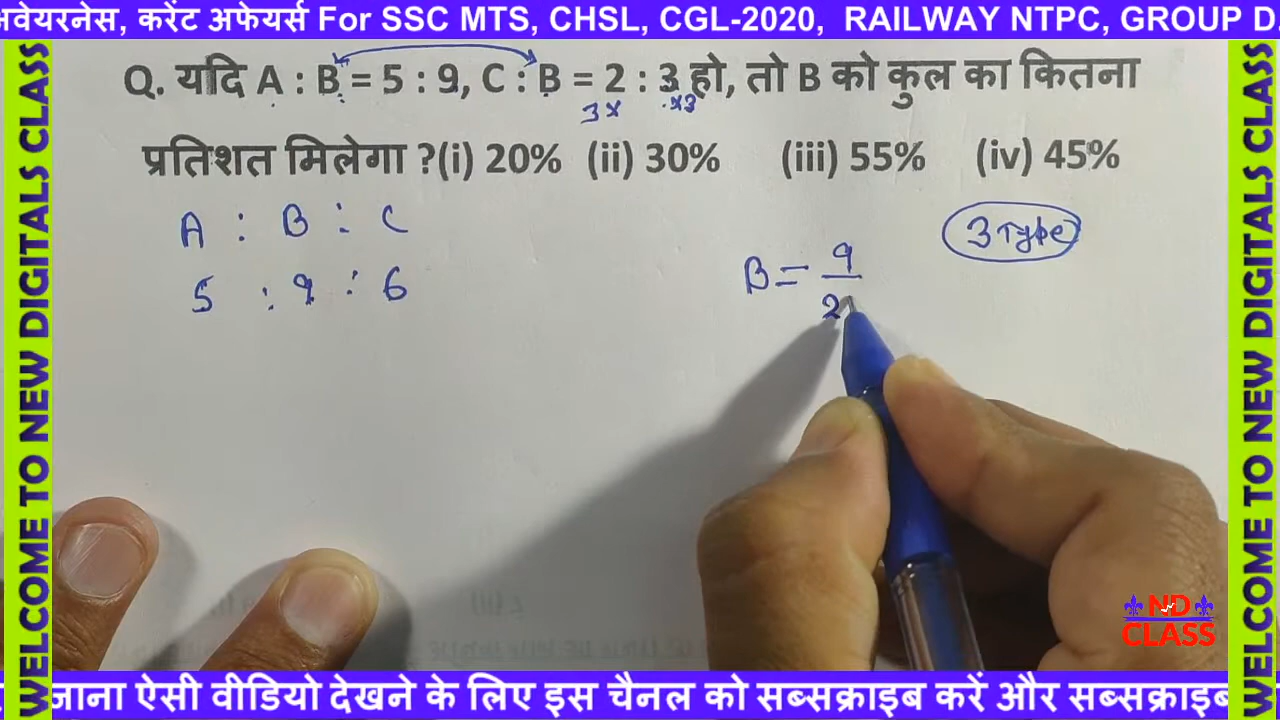 वेयरनेस, करेंट अफेयर्स For SSC MTS, CHSL, CGL-2020, RAILWAY NTPC, GROUP D
WELCOME TO NEW DIGITALS CLASS
Q. यदि A : B = 5 : 9, C : B = 2 : 3 हो, तो B को कुल का कितना
3× ×3
प्रतिशत मिलेगा ?(i) 20% (ii) 30% (iii) 55% (iv) 45%
A : B : C
3 Type
5 : 9 : 6
B = 9
2
ND
CLASS
जाना ऐसी वीडियो देखने के लिए इस चैनल को सब्सक्राइब करें और सब्सक्राइब
WELCOME TO NEW DIGITALS CLASS